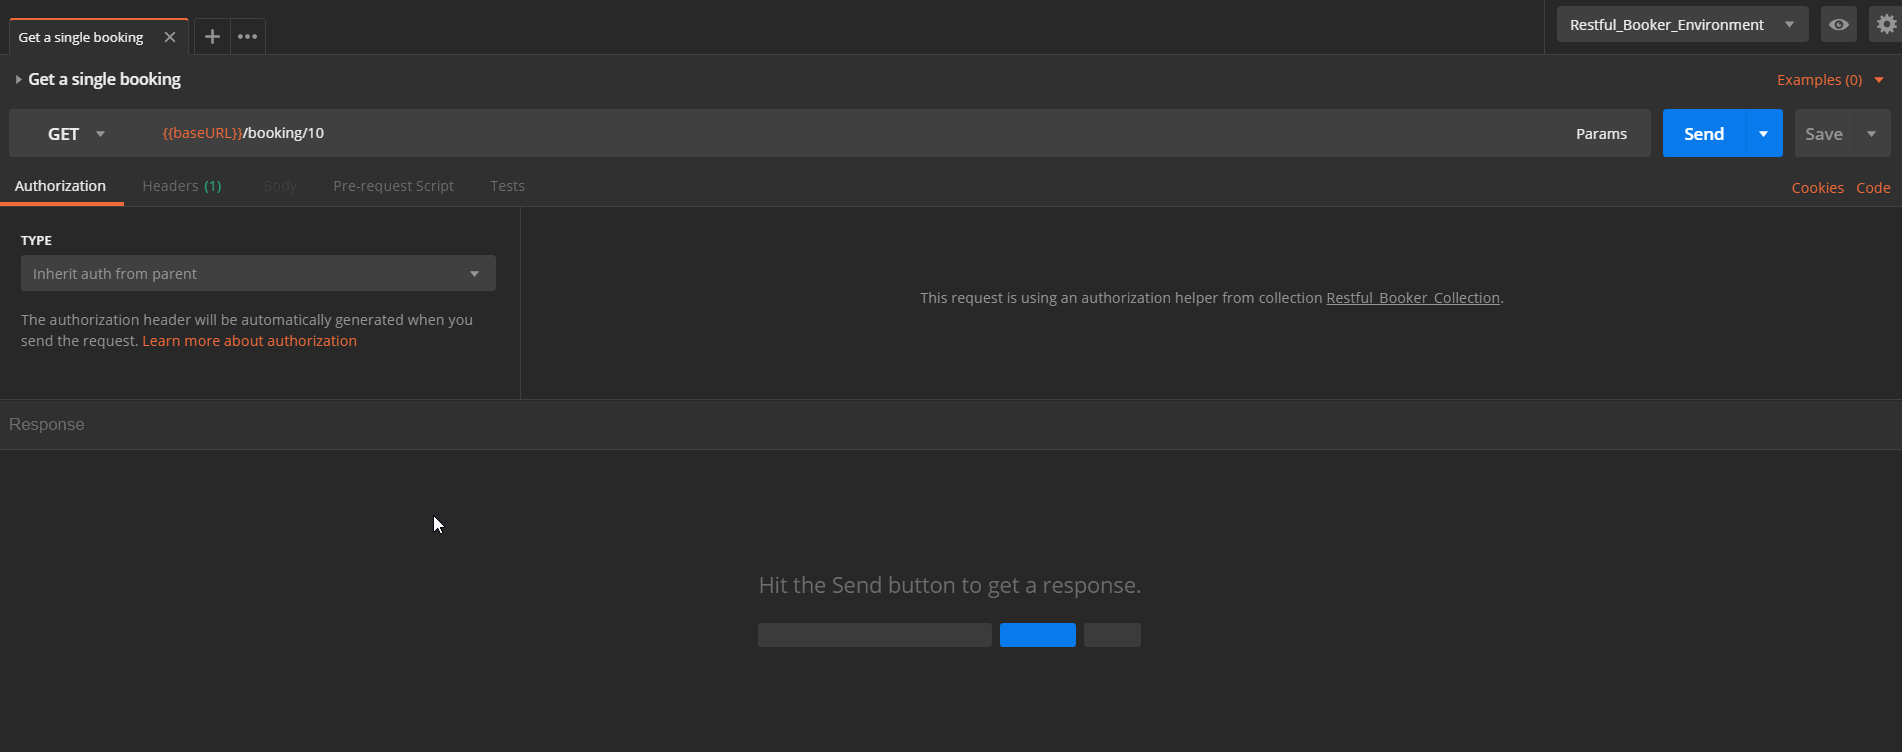 Get a single booking
Restful_Booker_Environment
Get a single booking
Examples (0)
GET
{{baseURL}}/booking/10
Params
Send
Save
Authorization
Headers (1)
Body
Pre-request Script
Tests
Cookies
Code
TYPE
Inherit auth from parent
The authorization header will be automatically generated when you
send the request. Learn more about authorization
This request is using an authorization helper from collection Restful_Booker_Collection.
Response
Hit the Send button to get a response.